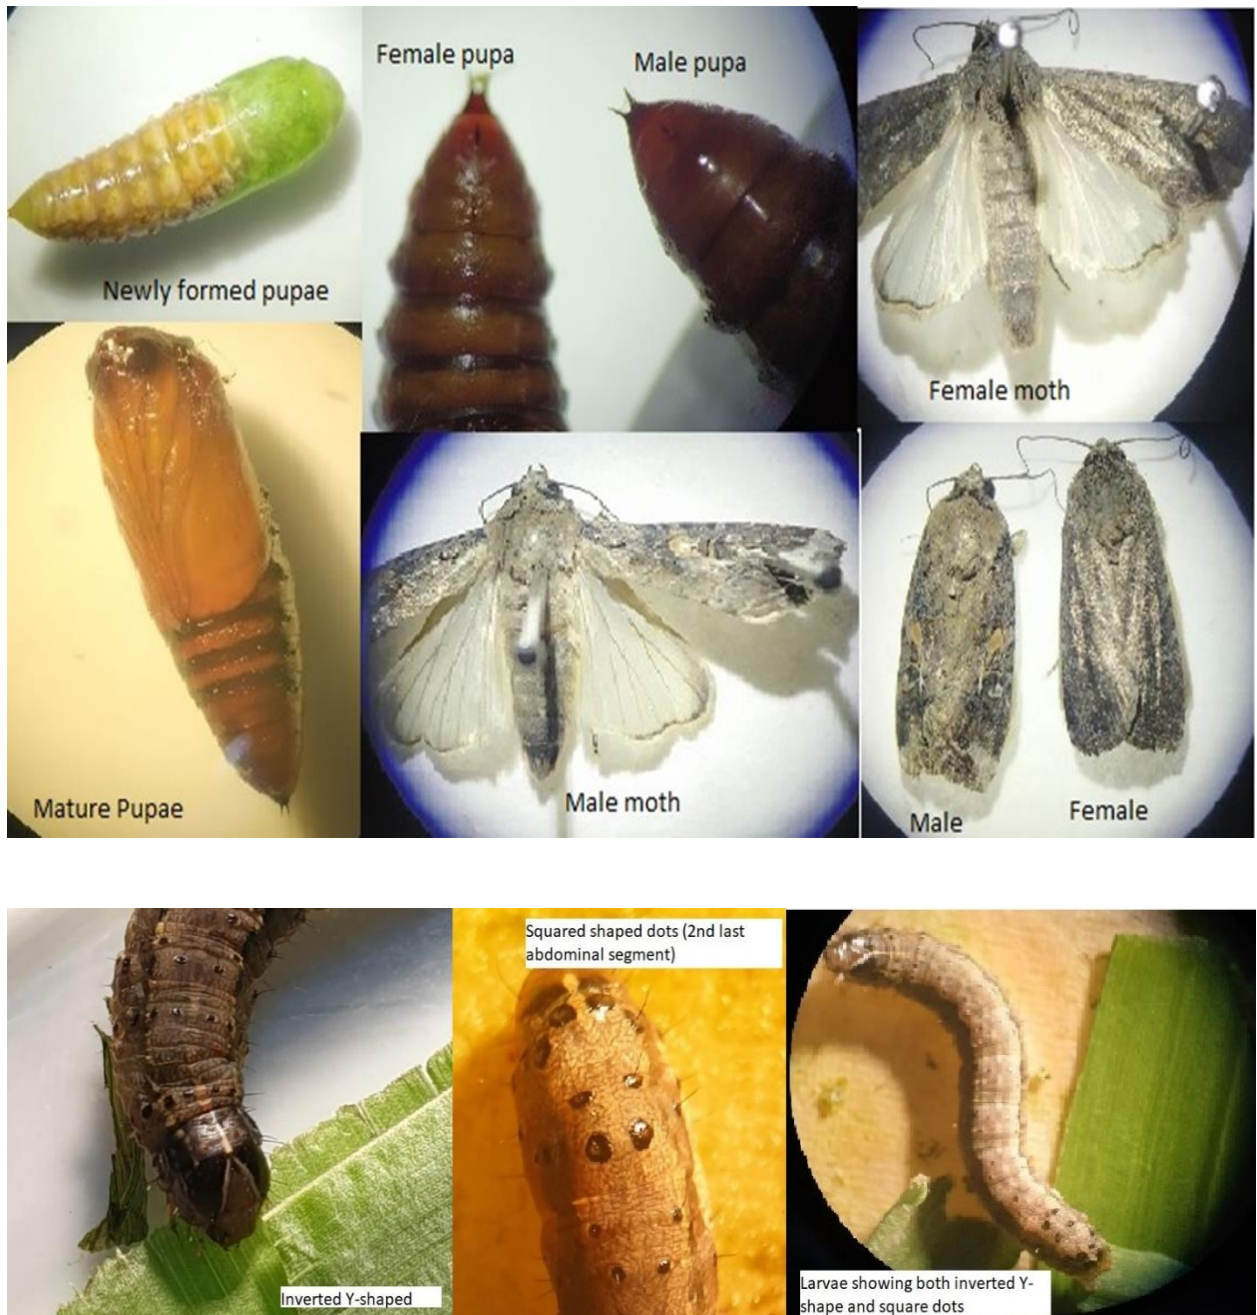 Female pupa
Male pupa
Newly formed pupae
Female moth
Mature Pupae
Male moth
Male
Female
Squared shaped dots (2nd last
abdominal segment)
Inverted Y-shaped
Larvae showing both inverted Y-
shape and square dots